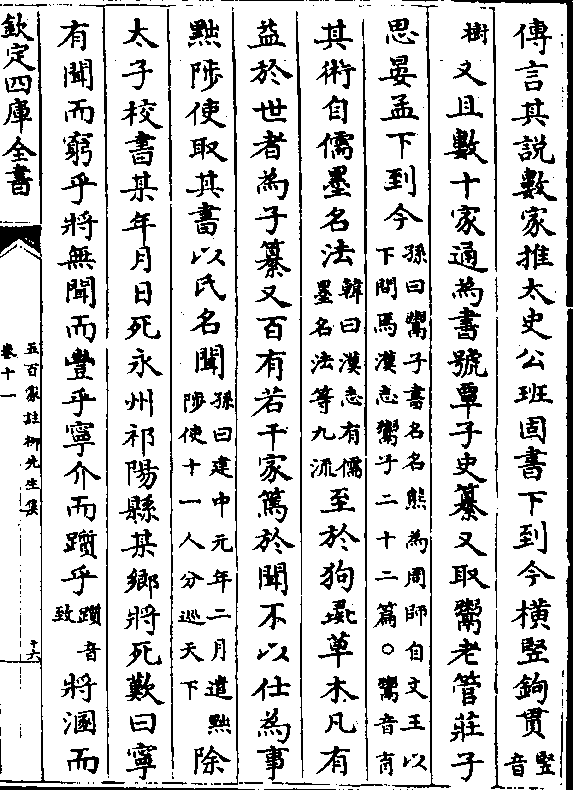 傳言其說數家推太史公班固書下到今橫豎鉤貫豎音
樹又且數十家通為書號覃子史纂又取鬻老管莊子
思晏孟下到今孫曰鬻子書名名熊為周師自文王以下問焉漢志鬻子二十二篇○鬻音育
其術自儒墨名法韓曰漢志有儒墨名法等九流至於狗彘草木凡有
益於世者為子纂又百有若干家篤於聞不以仕為事
黜陟使取其書以氏名聞孫曰建中元年二月遣黜陟使十一人分巡天下除
太子校書某年月日死永州祁陽縣某鄉將死歎曰寧
有聞而窮乎將無聞而豐乎寧介而躓乎躓音致將溷而
欽定四庫全書
五百家註柳先生集
卷十一
十六